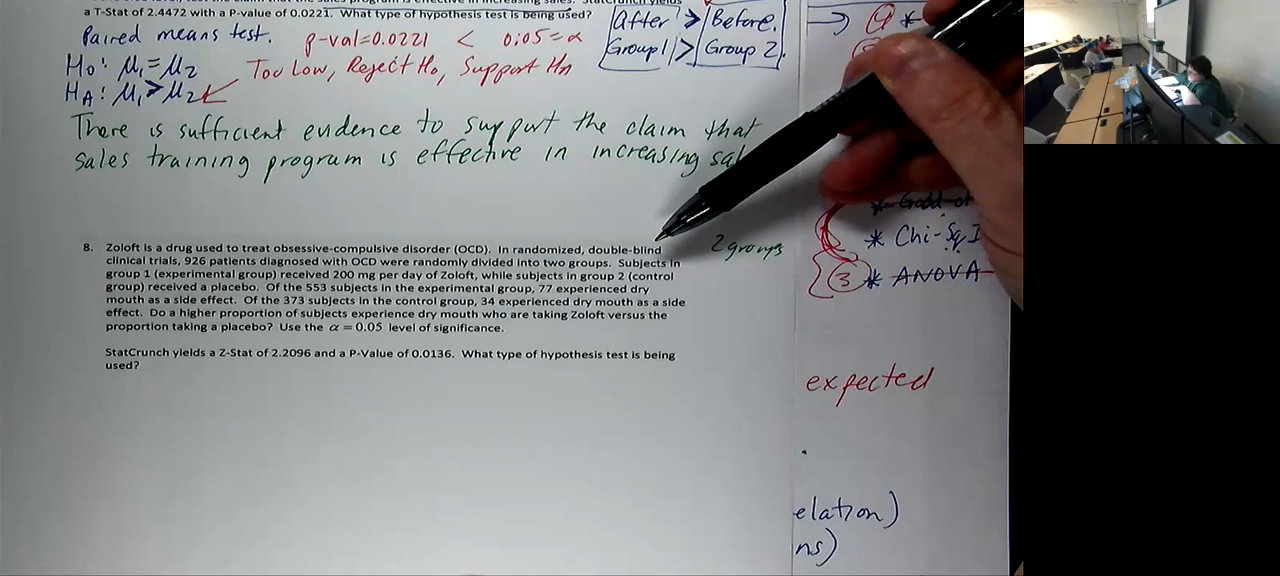 a T-Stat of 2.4472 with a P-value of 0.0221. What type of hypothesis test is being used?
Paired means test. p-val=0.0221 < 0.05=α
After > Before.
Group 1 > Group 2.
H₀: μ₁=μ₂
Too Low, Reject H₀, Support HA
HA: μ₁>μ₂
There is sufficient evidence to support the claim that
sales training program is effective in increasing
8. Zoloft is a drug used to treat obsessive-compulsive disorder (OCD). In randomized, double-blind
clinical trials, 926 patients diagnosed with OCD were randomly divided into two groups. Subjects in
group 1 (experimental group) received 200 mg per day of Zoloft, while subjects in group 2 (control
group) received a placebo. Of the 553 subjects in the experimental group, 77 experienced dry
mouth as a side effect. Of the 373 subjects in the control group, 34 experienced dry mouth as a side
effect. Do a higher proportion of subjects experience dry mouth who are taking Zoloft versus the
proportion taking a placebo? Use the α = 0.05 level of significance.
StatCrunch yields a Z-Stat of 2.2096 and a P-Value of 0.0136. What type of hypothesis test is being
used?
2 groups
* Chi-Sq I
3 * ANOVA
expected
elation)
ns)